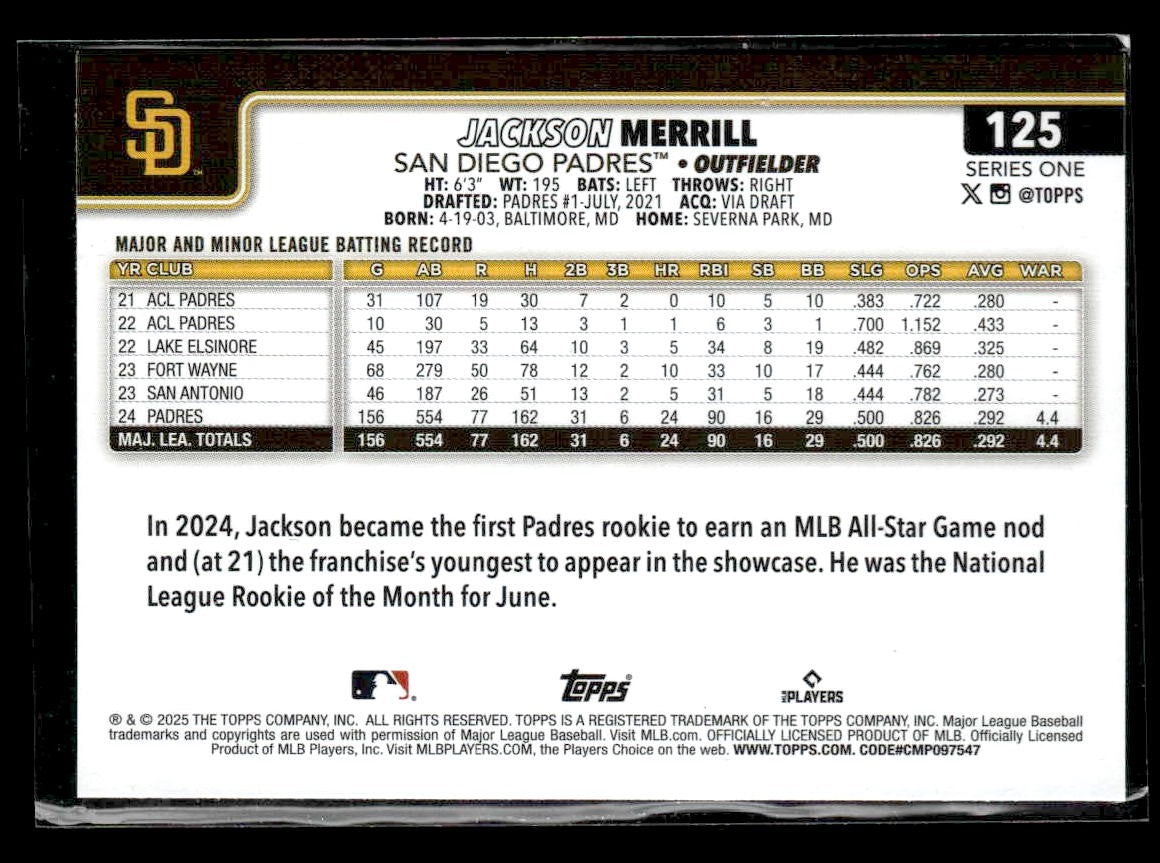 SD
JACKSON MERRILL
125
SAN DIEGO PADRES™ • OUTFIELDER
SERIES ONE
HT: 6'3" WT: 195 BATS: LEFT THROWS: RIGHT
@TOPPS
DRAFTED: PADRES #1-JULY, 2021 ACQ: VIA DRAFT
BORN: 4-19-03, BALTIMORE, MD HOME: SEVERNA PARK, MD
MAJOR AND MINOR LEAGUE BATTING RECORD
YR CLUB G AB R H 2B 3B HR RBI SB BB SLG OPS AVG WAR
21 ACL PADRES 31 107 19 30 7 2 0 10 5 10 .383 .722 .280 -
22 ACL PADRES 10 30 5 13 3 1 1 6 3 1 .700 1.152 .433 -
22 LAKE ELSINORE 45 197 33 64 10 3 5 34 8 19 .482 .869 .325 -
23 FORT WAYNE 68 279 50 78 12 2 10 33 10 17 .444 .762 .280 -
23 SAN ANTONIO 46 187 26 51 13 2 5 31 5 18 .444 .782 .273 -
24 PADRES 156 554 77 162 31 6 24 90 16 29 .500 .826 .292 4.4
MAJ. LEA. TOTALS 156 554 77 162 31 6 24 90 16 29 .500 .826 .292 4.4
In 2024, Jackson became the first Padres rookie to earn an MLB All-Star Game nod
and (at 21) the franchise's youngest to appear in the showcase. He was the National
League Rookie of the Month for June.
Topps®
MLB PLAYERS
® & © 2025 THE TOPPS COMPANY, INC. ALL RIGHTS RESERVED. TOPPS IS A REGISTERED TRADEMARK OF THE TOPPS COMPANY, INC. Major League Baseball
trademarks and copyrights are used with permission of Major League Baseball. Visit MLB.com. OFFICIALLY LICENSED PRODUCT OF MLB. Officially Licensed
Product of MLB Players, Inc. Visit MLBPLAYERS.COM, the Players Choice on the web. WWW.TOPPS.COM. CODE#CMP097547